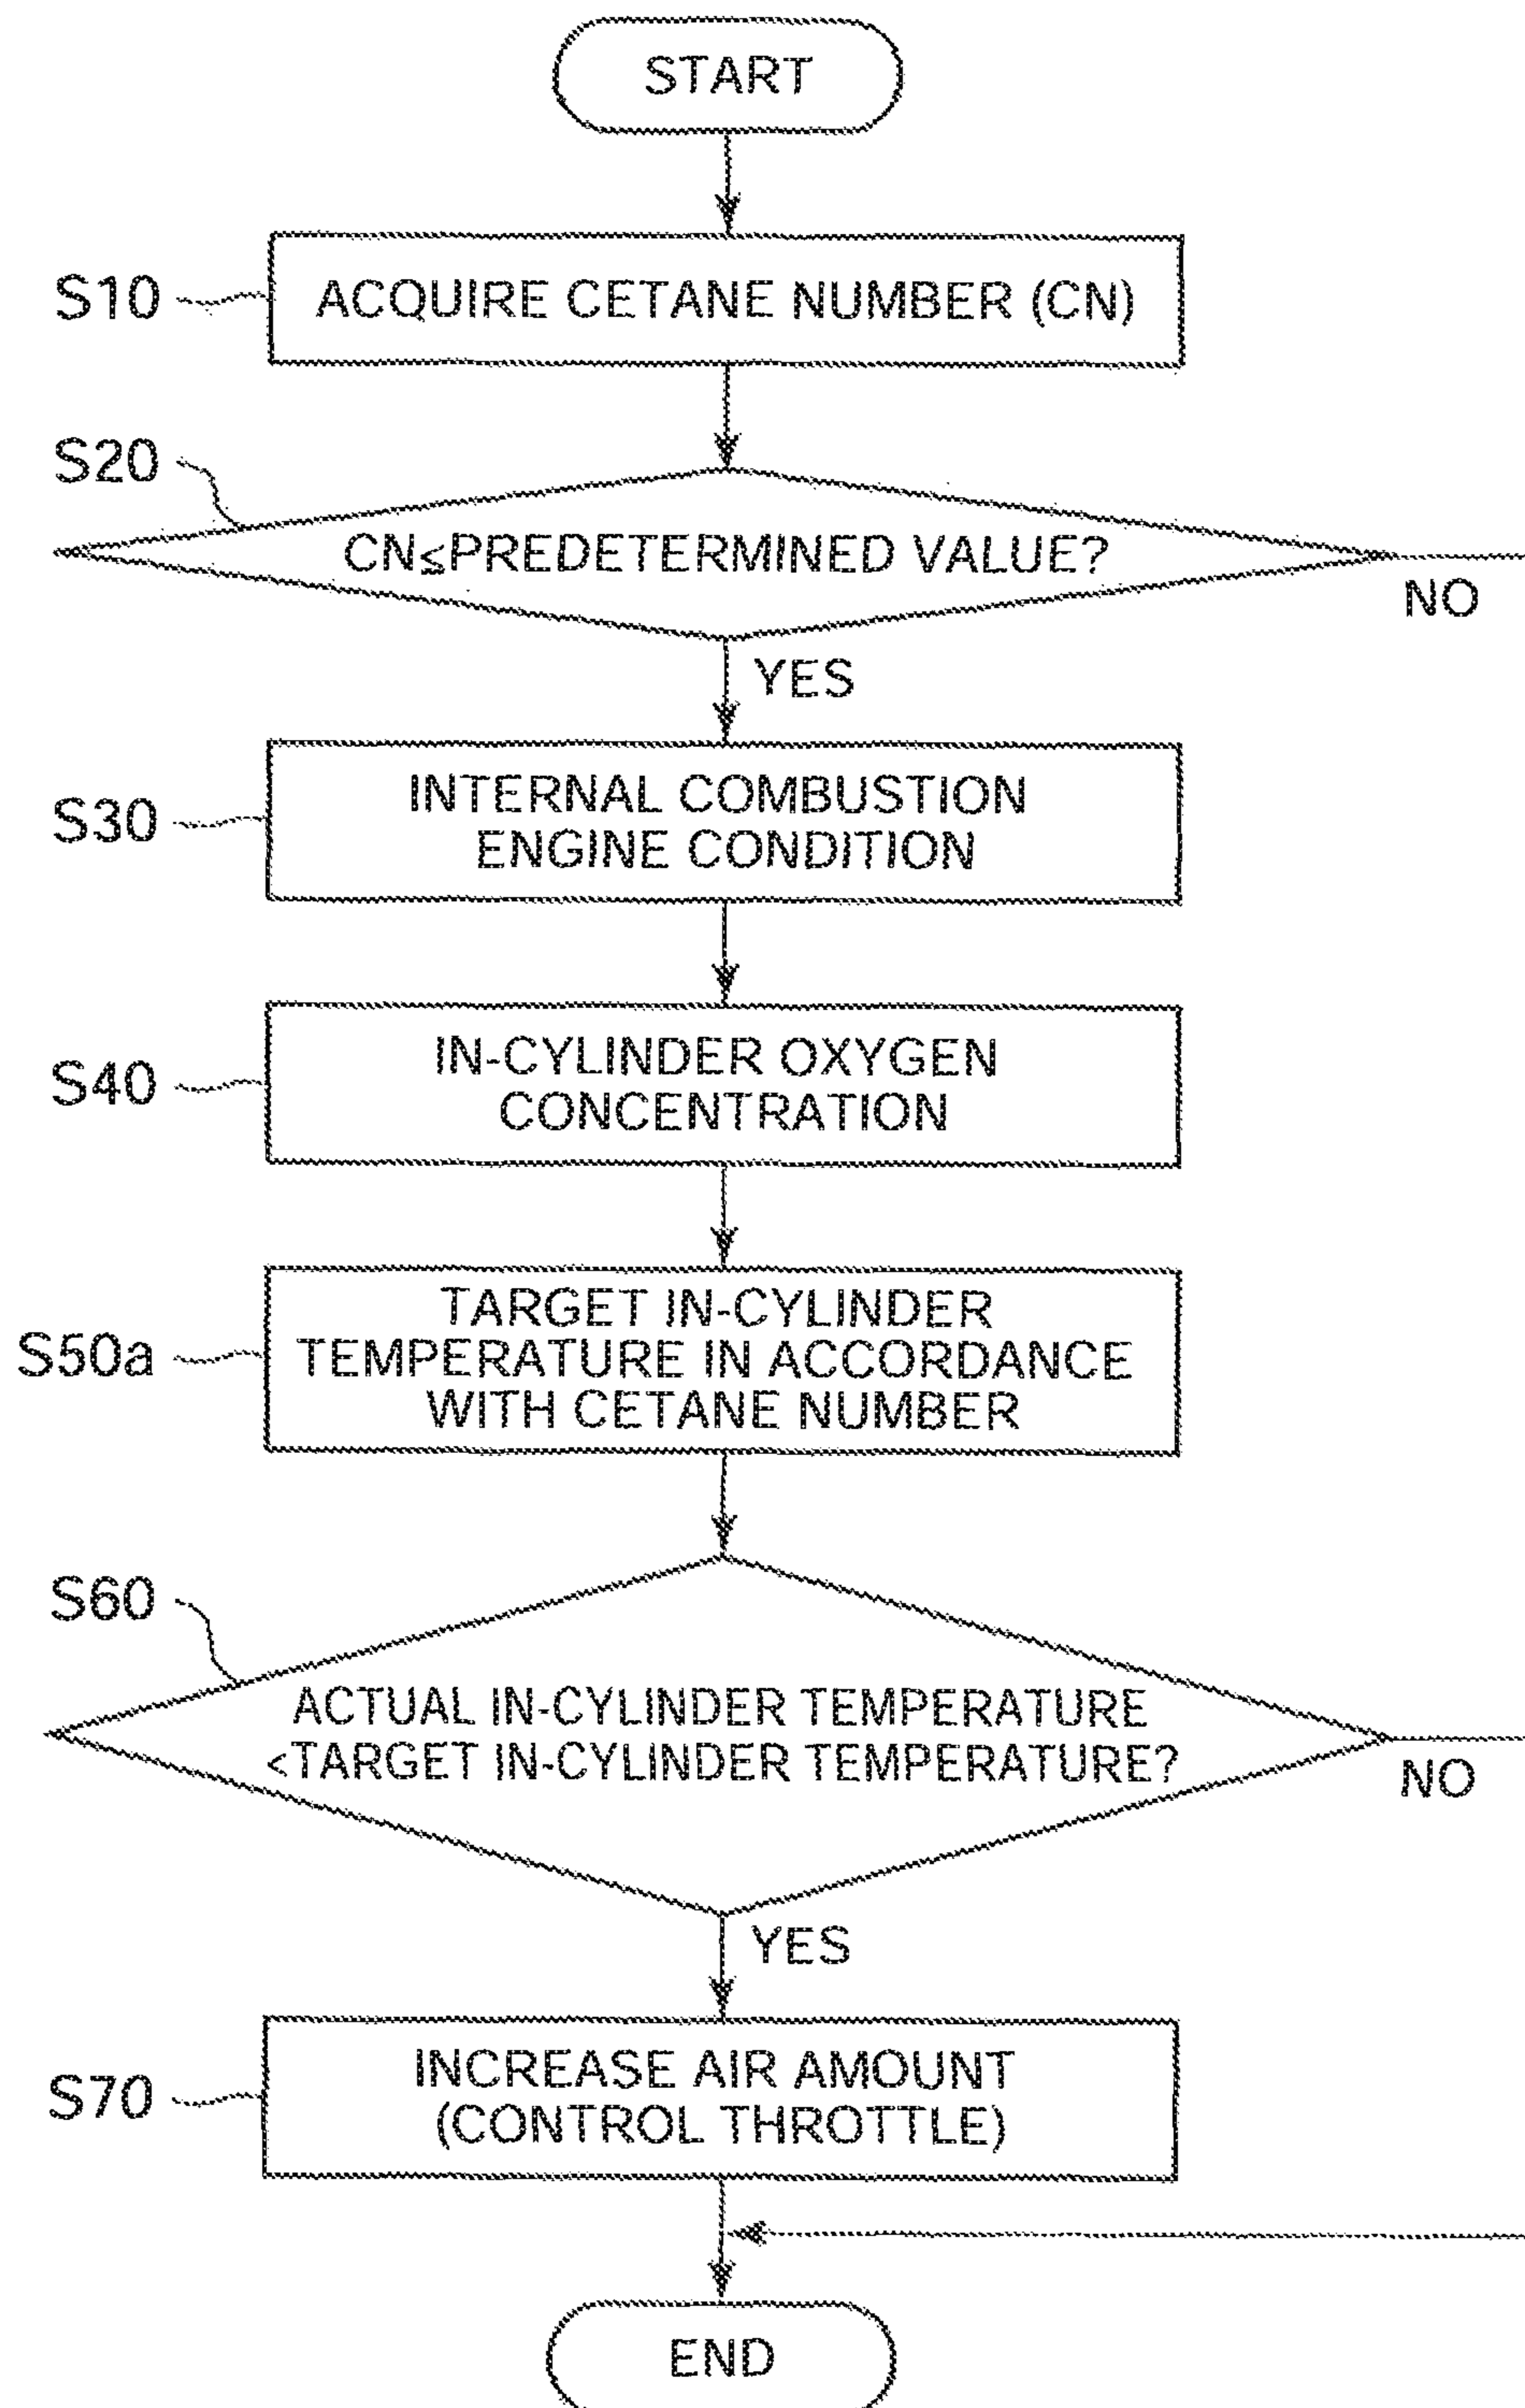 START
S10
ACQUIRE CETANE NUMBER (CN)
S20
CN≦PREDETERMINED VALUE?
NO
YES
S30
INTERNAL COMBUSTION
ENGINE CONDITION
S40
IN-CYLINDER OXYGEN
CONCENTRATION
S50a
TARGET IN-CYLINDER
TEMPERATURE IN ACCORDANCE
WITH CETANE NUMBER
S60
ACTUAL IN-CYLINDER TEMPERATURE
<TARGET IN-CYLINDER TEMPERATURE?
NO
YES
S70
INCREASE AIR AMOUNT
(CONTROL THROTTLE)
END